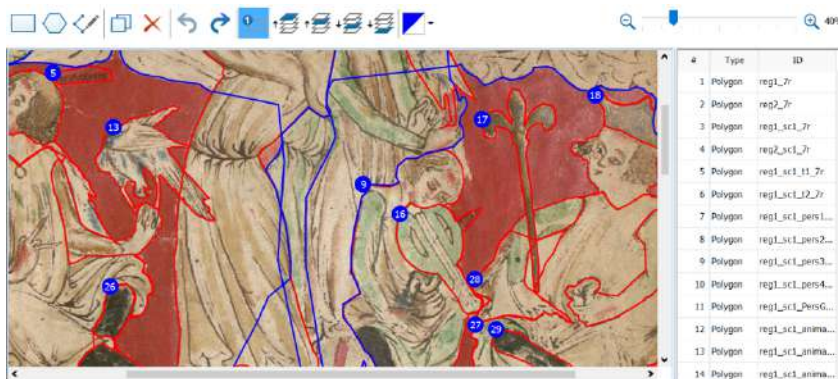 40%
# Type ID
5
13
26
9
16
17
18
28
27
29
1 Polygon reg1_7r
2 Polygon reg2_7r
3 Polygon reg1_sc1_7r
4 Polygon reg2_sc1_7r
5 Polygon reg1_sc1_t1_7r
6 Polygon reg1_sc1_t2_7r
7 Polygon reg1_sc1_pers1...
8 Polygon reg1_sc1_pers2...
9 Polygon reg1_sc1_pers3...
10 Polygon reg1_sc1_pers4...
11 Polygon reg1_sc1_PersG...
12 Polygon reg1_sc1_anima...
13 Polygon reg1_sc1_anima...
14 Polygon reg1_sc1_anima...